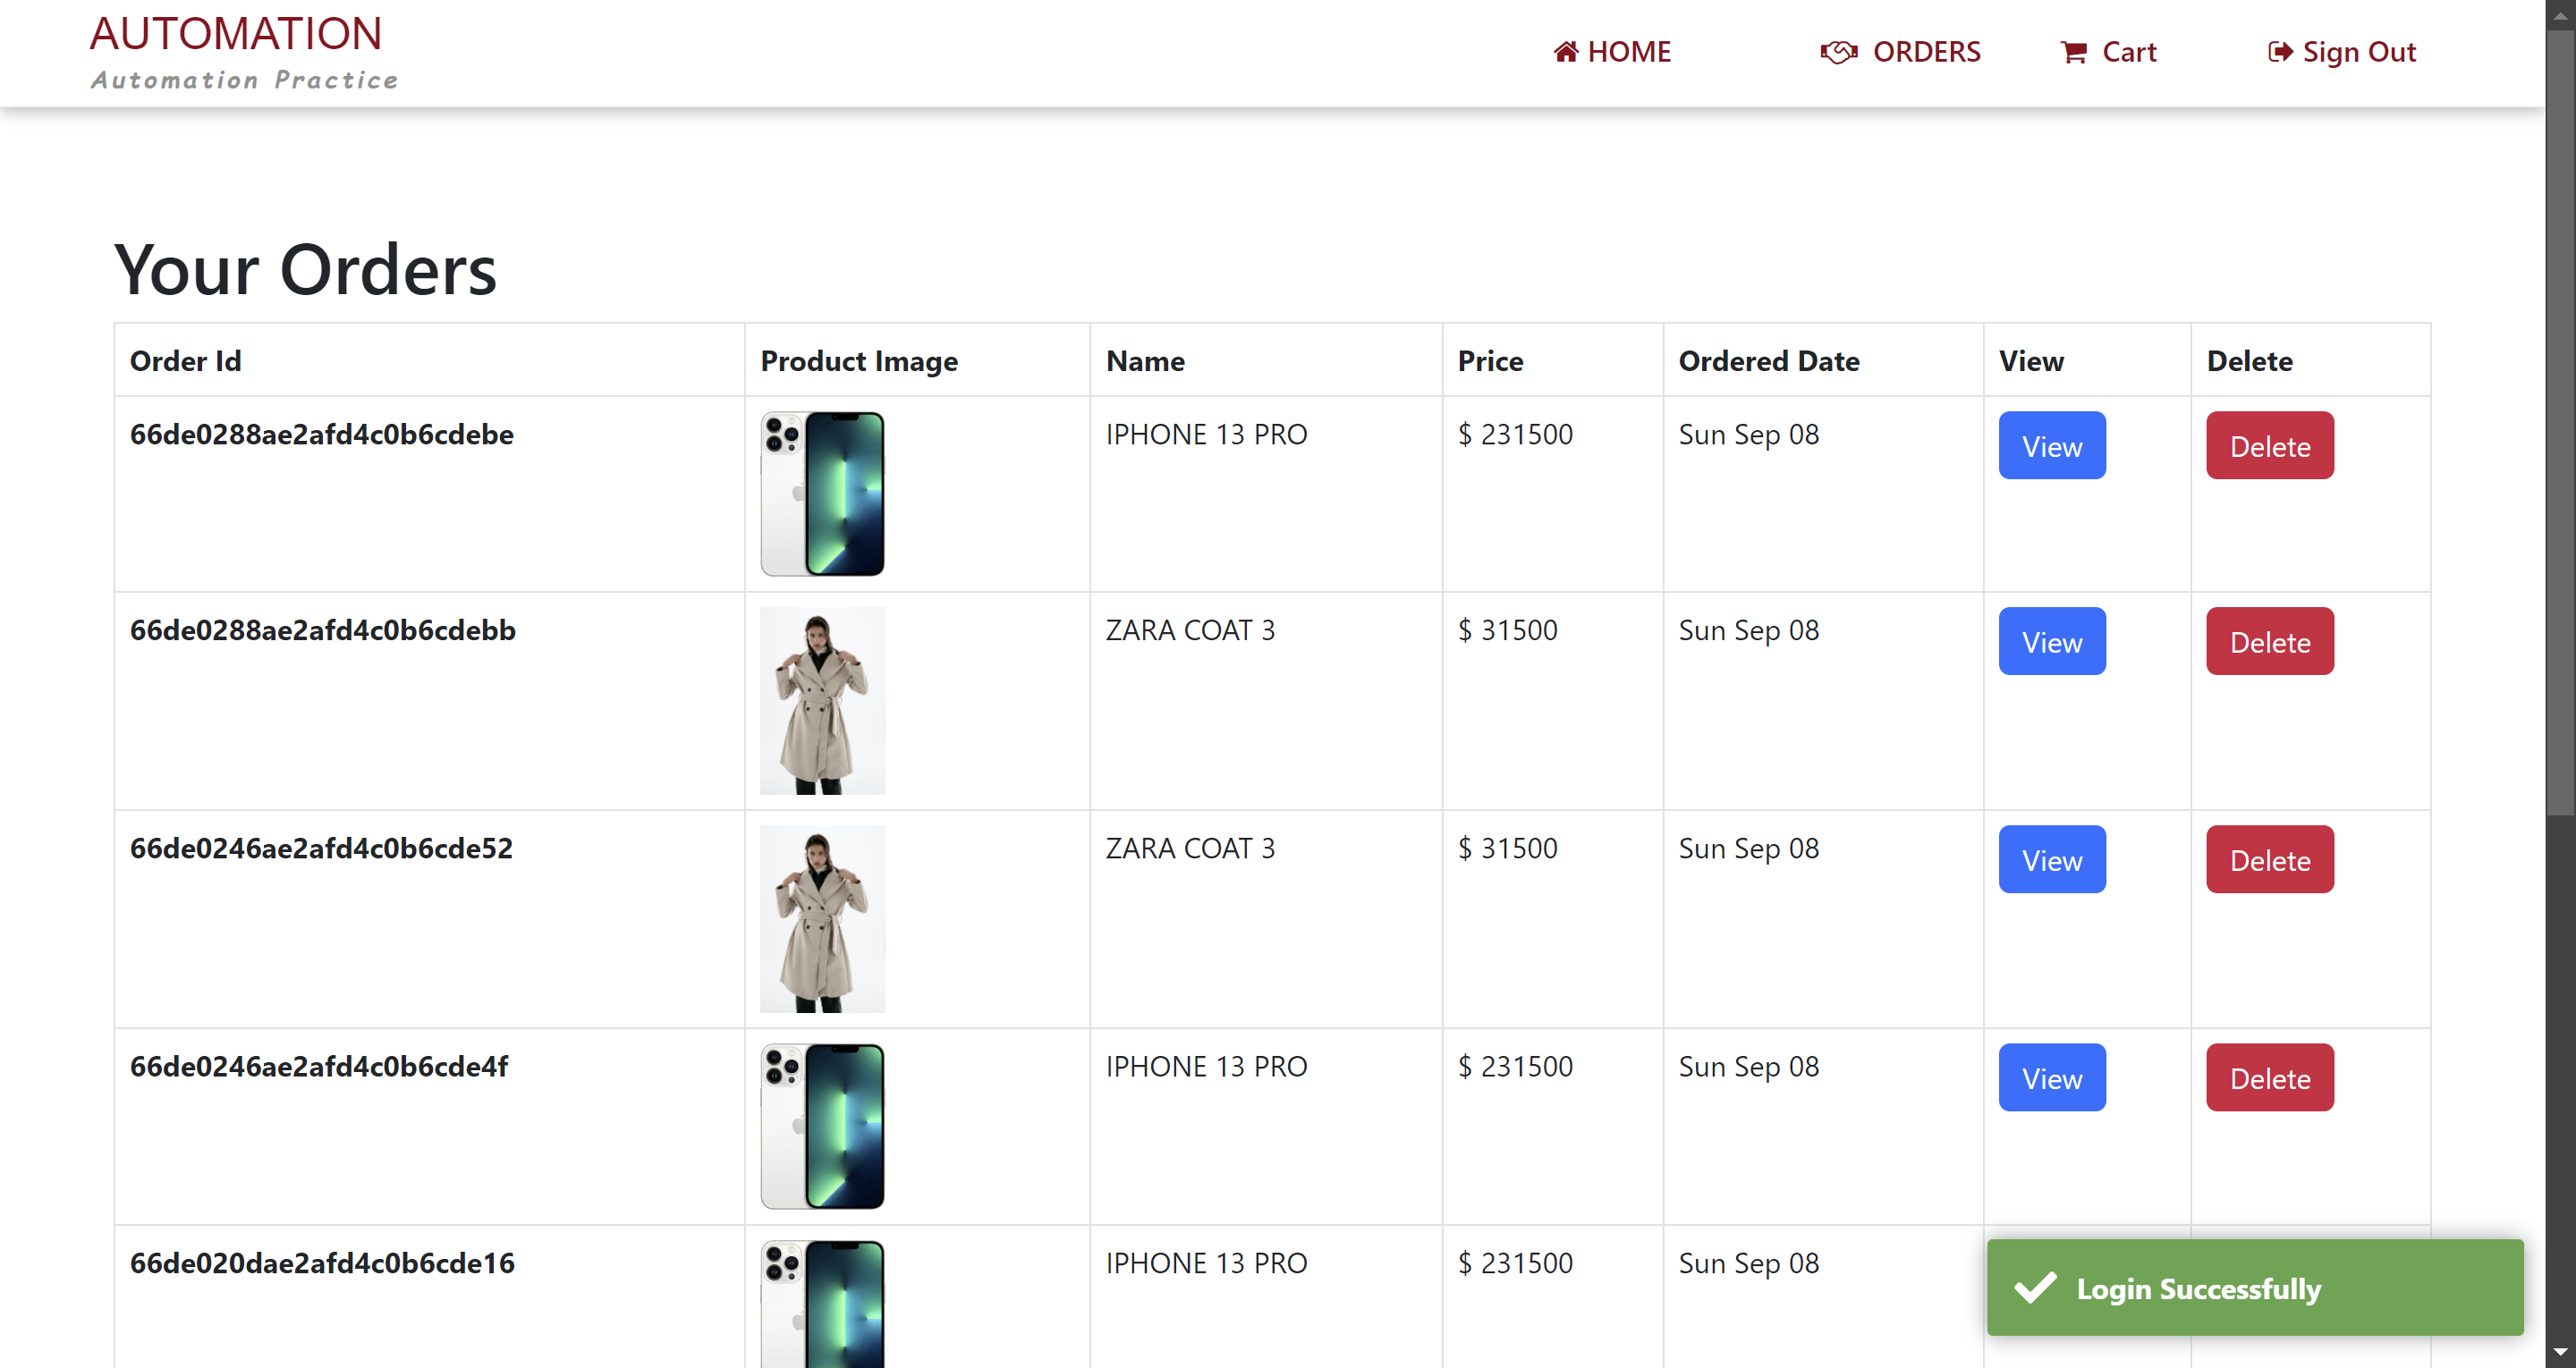 AUTOMATION
Automation Practice
HOME
ORDERS
Cart
Sign Out
Your Orders
Order Id Product Image Name Price Ordered Date View Delete
66de0288ae2afd4c0b6cdebe IPHONE 13 PRO $ 231500 Sun Sep 08 View Delete
66de0288ae2afd4c0b6cdebb ZARA COAT 3 $ 31500 Sun Sep 08 View Delete
66de0246ae2afd4c0b6cde52 ZARA COAT 3 $ 31500 Sun Sep 08 View Delete
66de0246ae2afd4c0b6cde4f IPHONE 13 PRO $ 231500 Sun Sep 08 View Delete
66de020dae2afd4c0b6cde16 IPHONE 13 PRO $ 231500 Sun Sep 08
Login Successfully